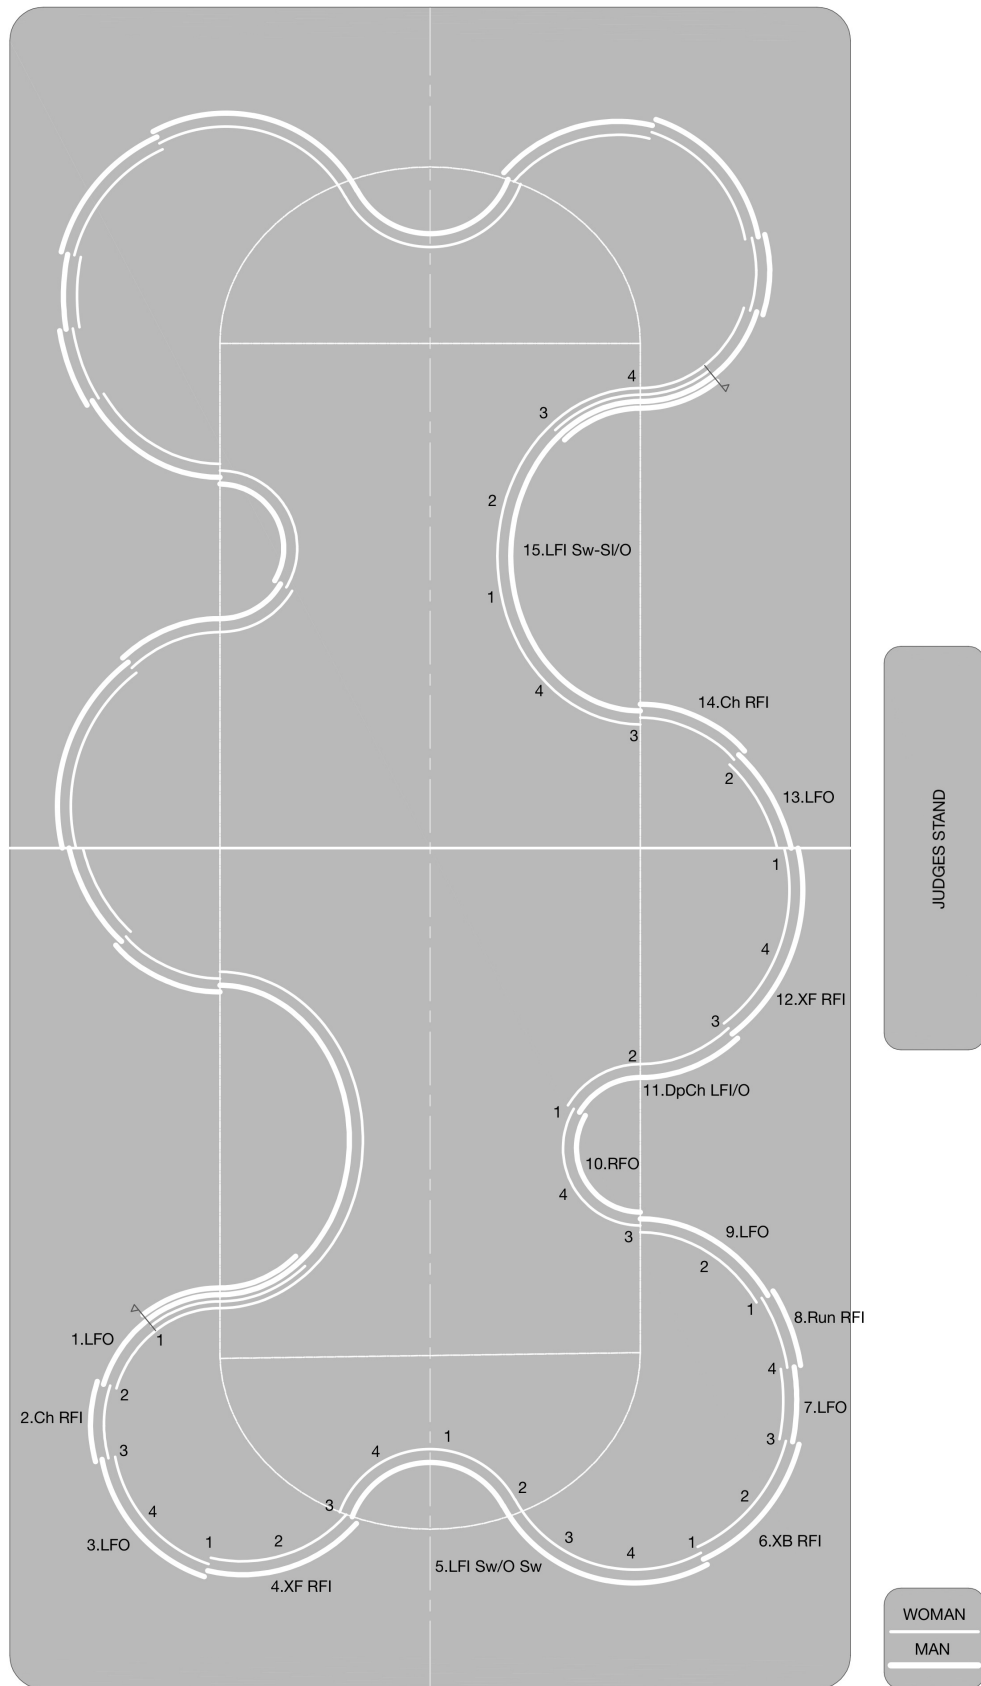 4
3
2
15.LFI Sw-Sl/O
1
4
14.Ch RFI
3
2
13.LFO
JUDGES STAND
1
4
12.XF RFI
3
2
11.DpCh LFI/O
1
10.RFO
4
9.LFO
3
2
1
8.Run RFI
1.LFO
1
4
2
7.LFO
2.Ch RFI
3
4
1
3
2
2
6.XB RFI
3
4
3.LFO
1
2
4.XF RFI
5.LFI Sw/O Sw
3
4
1
WOMAN
MAN